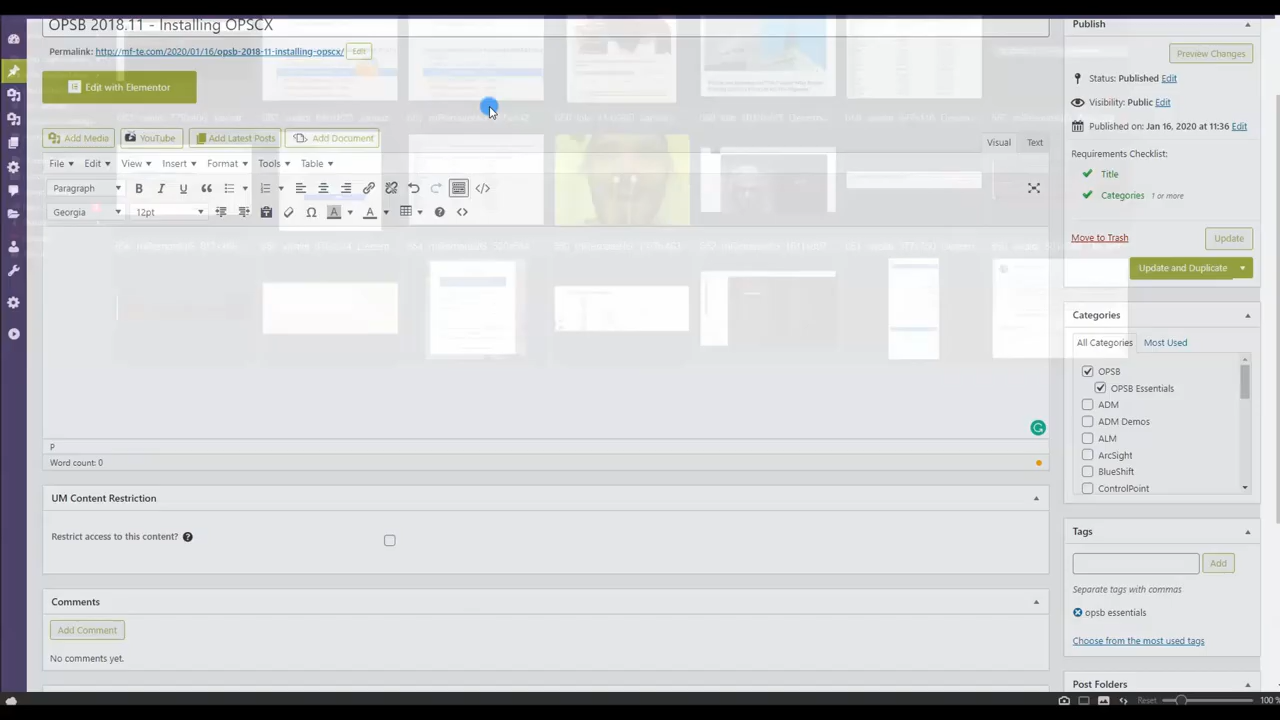 OPSB 2018.11 - Installing OPSCX
Permalink: http://mf-te.com/2020/01/16/opsb-2018-11-installing-opscx/ Edit
Edit with Elementor
Add Media YouTube Add Latest Posts Add Document
Visual Text
File Edit View Insert Format Tools Table
Paragraph
Georgia 12pt
P
Word count: 0
UM Content Restriction
Restrict access to this content?
Comments
Add Comment
No comments yet.
Publish
Preview Changes
Status: Published Edit
Visibility: Public Edit
Published on: Jan 16, 2020 at 11:36 Edit
Requirements Checklist:
Title
Categories 1 or more
Move to Trash Update
Update and Duplicate
Categories
All Categories Most Used
OPSB
OPSB Essentials
ADM
ADM Demos
ALM
ArcSight
BlueShift
ControlPoint
Tags
Add
Separate tags with commas
opsb essentials
Choose from the most used tags
Post Folders
Reset 100 %